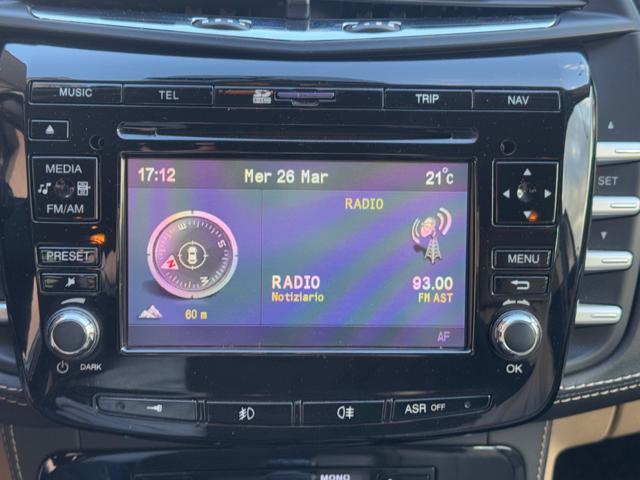 MUSIC TEL SD TRIP NAV
MEDIA
FM/AM
SET
PRESET
MENU
DARK
OK
17:12 Mer 26 Mar 21°C
RADIO
N
S
RADIO 93.00
Notiziario FM AST
60 m
AF
ASR OFF
MONO